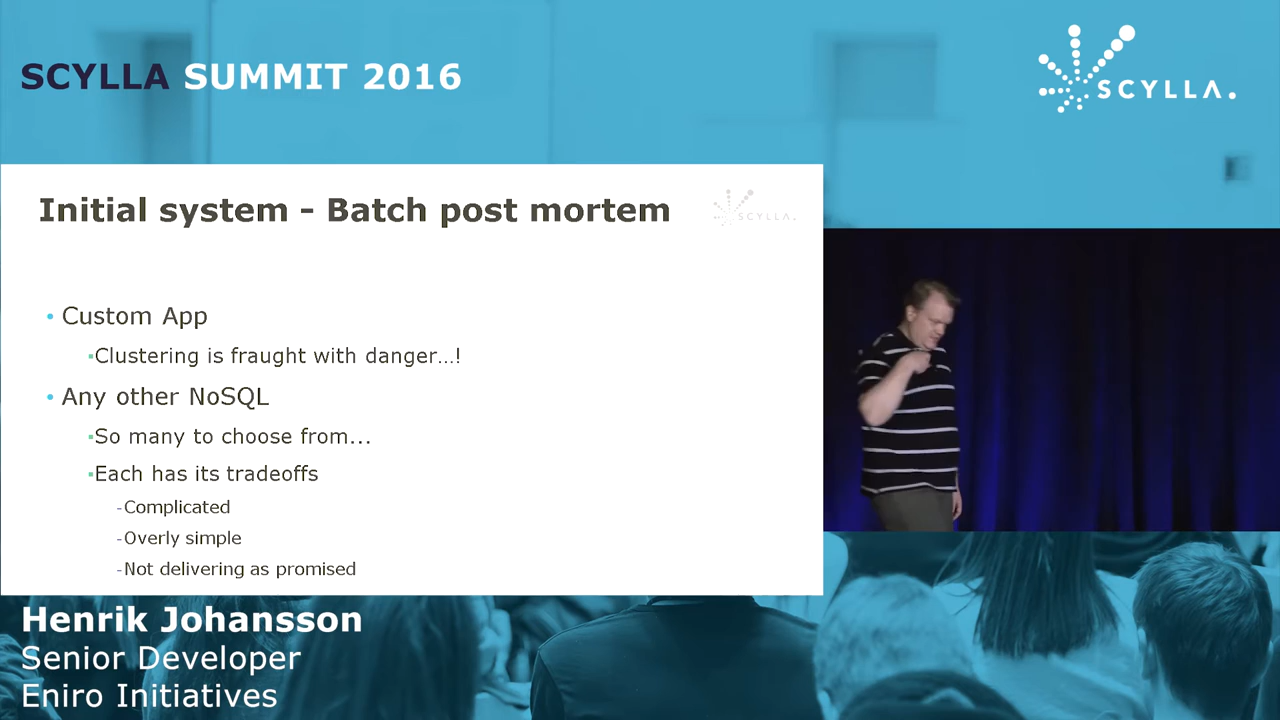 SCYLLA SUMMIT 2016
SCYLLA.
Initial system - Batch post mortem
SCYLLA.
• Custom App
▪Clustering is fraught with danger...!
• Any other NoSQL
▪So many to choose from...
▪Each has its tradeoffs
-Complicated
-Overly simple
-Not delivering as promised
Henrik Johansson
Senior Developer
Eniro Initiatives